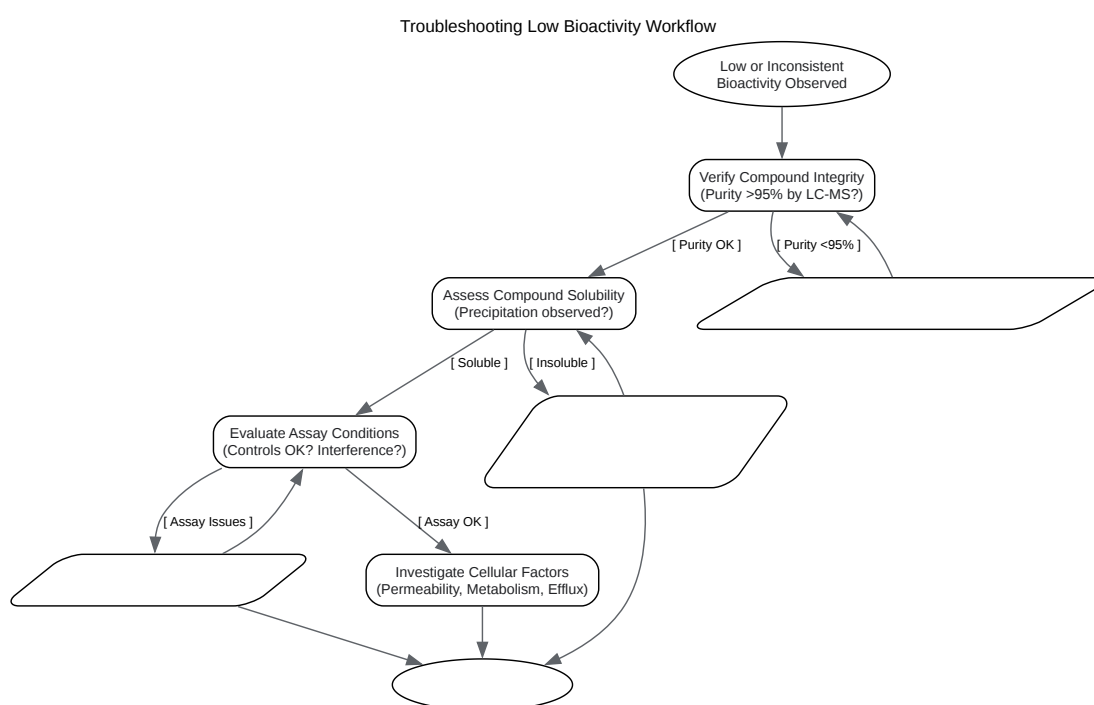 Troubleshooting Low Bioactivity Workflow
Low or Inconsistent
Bioactivity Observed
Verify Compound Integrity
(Purity >95% by LC-MS?)
[ Purity OK ]
[ Purity <95% ]
Assess Compound Solubility
(Precipitation observed?)
[ Soluble ]
[ Insoluble ]
Evaluate Assay Conditions
(Controls OK? Interference?)
[ Assay Issues ]
[ Assay OK ]
Investigate Cellular Factors
(Permeability, Metabolism, Efflux)